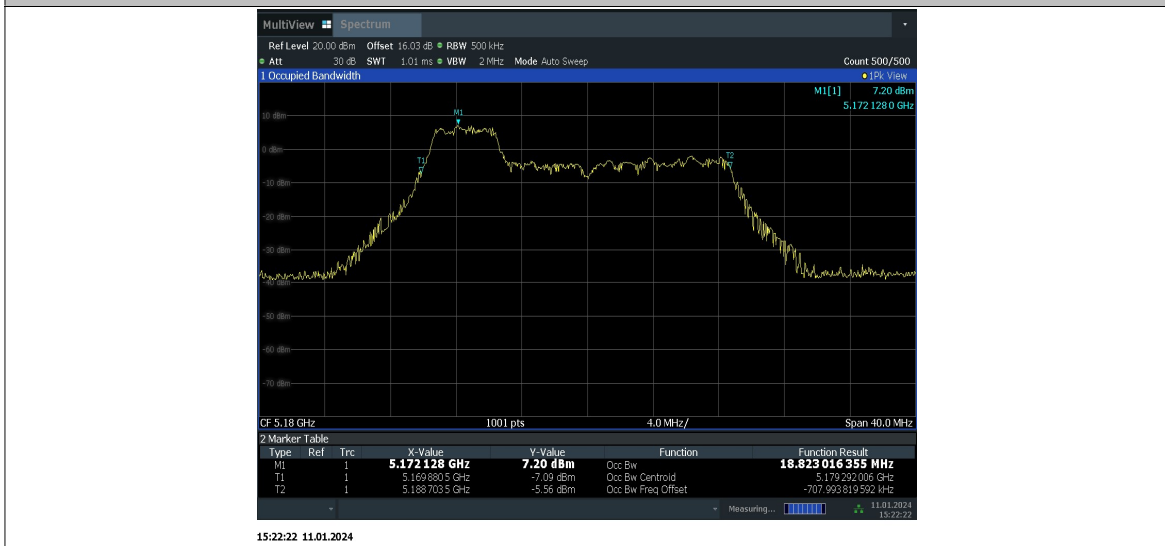 MultiView Spectrum
Ref Level 20.00 dBm Offset 16.03 dB RBW 500 kHz
Att 30 dB SWT 1.01 ms VBW 2 MHz Mode Auto Sweep Count 500/500
1 Occupied Bandwidth 1Pk View
M1[1] 7.20 dBm
5.172 128 0 GHz
10 dBm
M1
0 dBm
T1
T2
-10 dBm
-20 dBm
-30 dBm
-40 dBm
-50 dBm
-60 dBm
-70 dBm
CF 5.18 GHz 1001 pts 4.0 MHz/ Span 40.0 MHz
2 Marker Table
Type Ref Trc X-Value Y-Value Function Function Result
M1 1 5.172 128 GHz 7.20 dBm Occ Bw 18.823 016 355 MHz
T1 1 5.169 880 5 GHz -7.09 dBm Occ Bw Centroid 5.179 292 006 GHz
T2 1 5.188 703 5 GHz -5.56 dBm Occ Bw Freq Offset -707.993 819 592 kHz
Measuring... 11.01.2024
15:22:22
15:22:22 11.01.2024